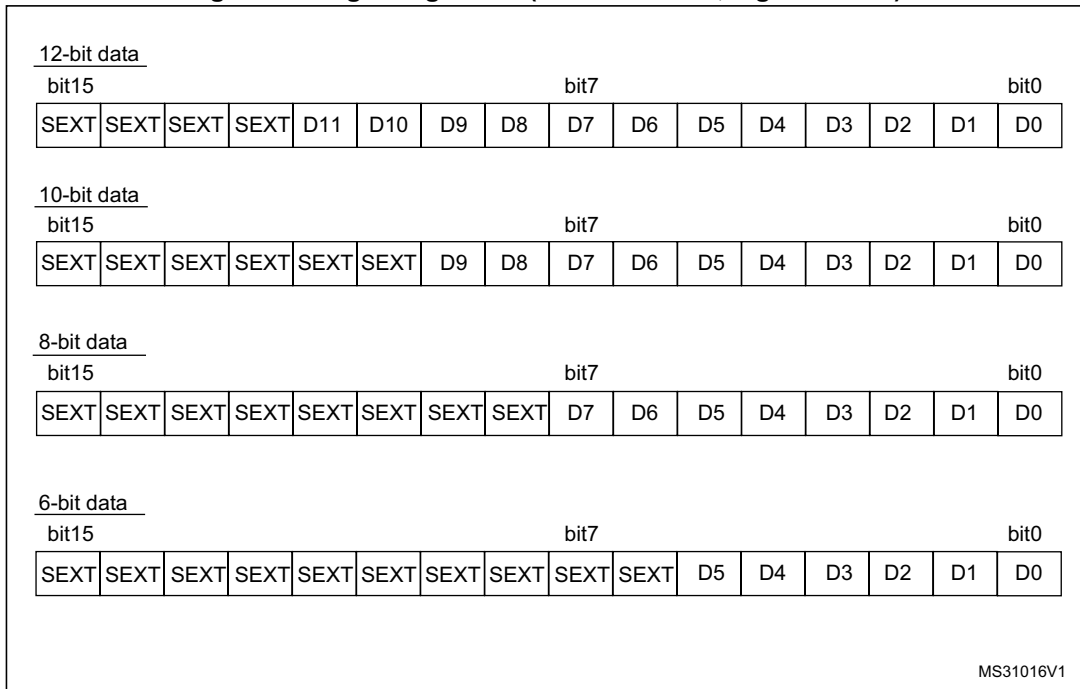 12-bit data
bit15 bit7 bit0
SEXT SEXT SEXT SEXT D11 D10 D9 D8 D7 D6 D5 D4 D3 D2 D1 D0
10-bit data
bit15 bit7 bit0
SEXT SEXT SEXT SEXT SEXT SEXT D9 D8 D7 D6 D5 D4 D3 D2 D1 D0
8-bit data
bit15 bit7 bit0
SEXT SEXT SEXT SEXT SEXT SEXT SEXT SEXT D7 D6 D5 D4 D3 D2 D1 D0
6-bit data
bit15 bit7 bit0
SEXT SEXT SEXT SEXT SEXT SEXT SEXT SEXT SEXT SEXT D5 D4 D3 D2 D1 D0
MS31016V1